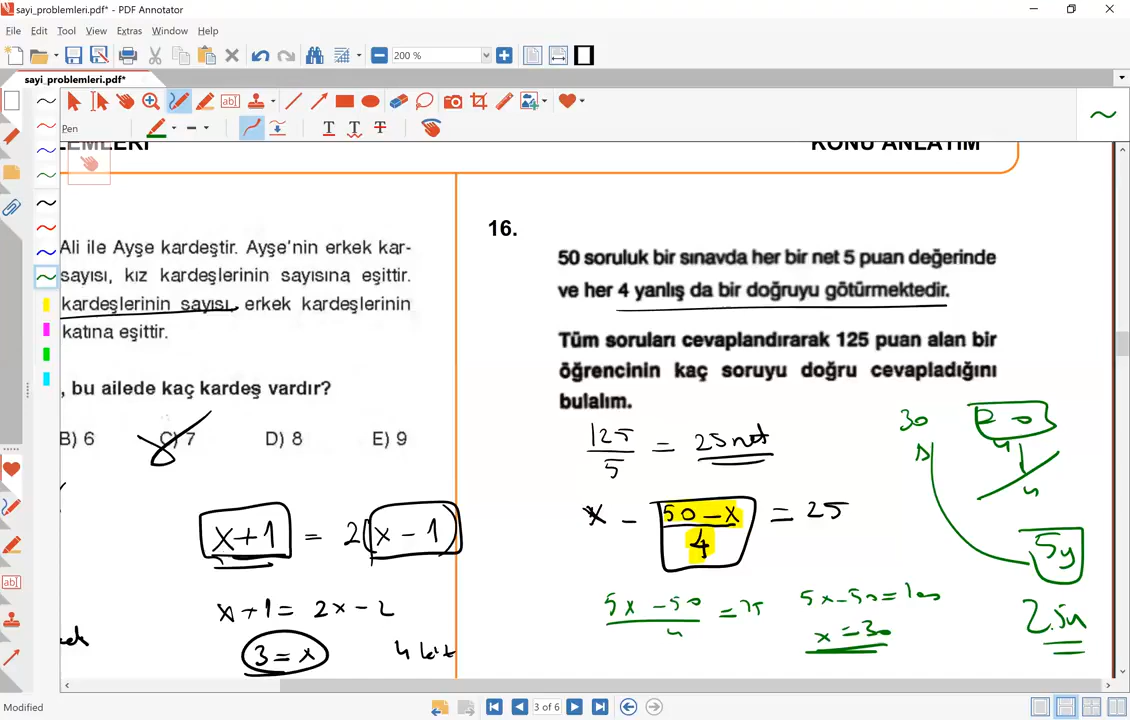 sayi_problemleri.pdf* - PDF Annotator
File Edit Tool View Extras Window Help
200 %
sayi_problemleri.pdf*
Pen
LEMLERİ
KONU ANLATIM
Ali ile Ayşe kardeştir. Ayşe'nin erkek kar-
sayısı, kız kardeşlerinin sayısına eşittir.
kardeşlerinin sayısı, erkek kardeşlerinin
katına eşittir.
, bu ailede kaç kardeş vardır?
B) 6 C) 7 D) 8 E) 9
x+1 = 2(x-1)
x+1 = 2x-2
3 = x
16.
50 soruluk bir sınavda her bir net 5 puan değerinde
ve her 4 yanlış da bir doğruyu götürmektedir.
Tüm soruları cevaplandırarak 125 puan alan bir
öğrencinin kaç soruyu doğru cevapladığını
bulalım.
125/5 = 25 net
x - (50-x)/4 = 25
5x-50=100
x=30
30
D
20
5y
3 of 6
Modified